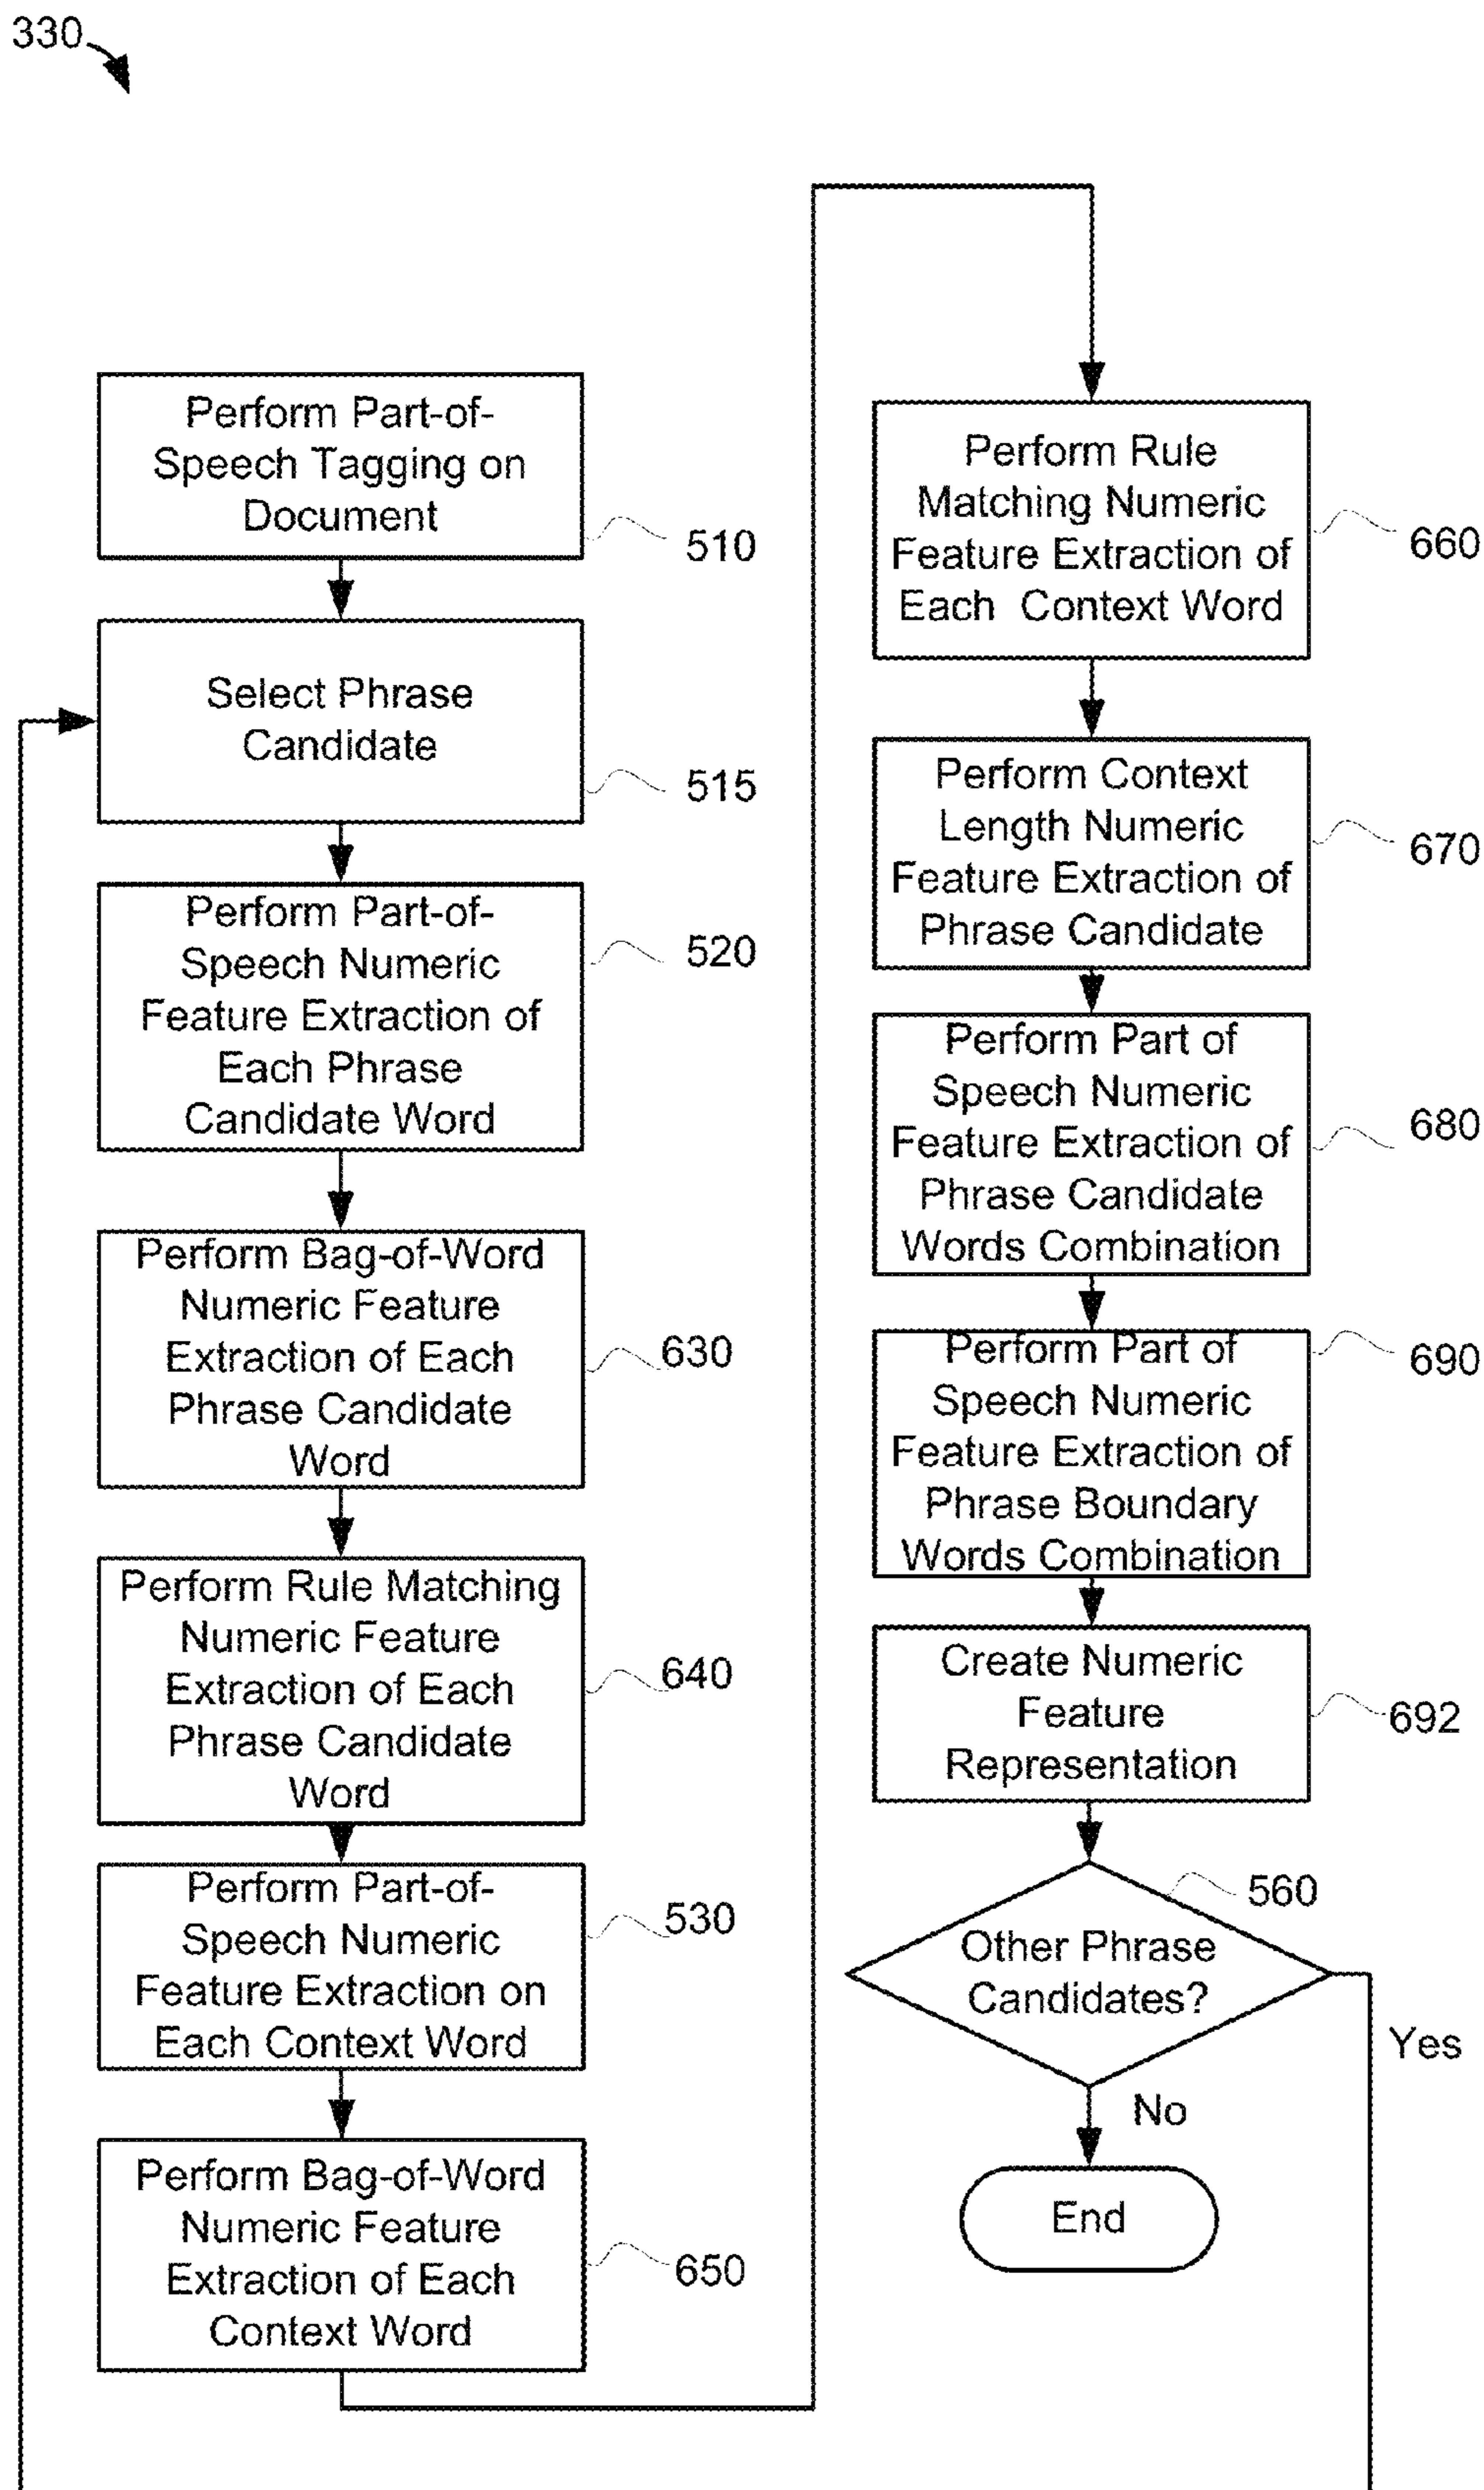 330
Perform Part-of-
Speech Tagging on
Document
510
Select Phrase
Candidate
515
Perform Part-of-
Speech Numeric
Feature Extraction of
Each Phrase
Candidate Word
520
Perform Bag-of-Word
Numeric Feature
Extraction of Each
Phrase Candidate
Word
630
Perform Rule Matching
Numeric Feature
Extraction of Each
Phrase Candidate
Word
640
Perform Part-of-
Speech Numeric
Feature Extraction on
Each Context Word
530
Perform Bag-of-Word
Numeric Feature
Extraction of Each
Context Word
650
Perform Rule
Matching Numeric
Feature Extraction of
Each Context Word
660
Perform Context
Length Numeric
Feature Extraction of
Phrase Candidate
670
Perform Part of
Speech Numeric
Feature Extraction of
Phrase Candidate
Words Combination
680
Perform Part of
Speech Numeric
Feature Extraction of
Phrase Boundary
Words Combination
690
Create Numeric
Feature
Representation
692
Other Phrase
Candidates?
560
Yes
No
End